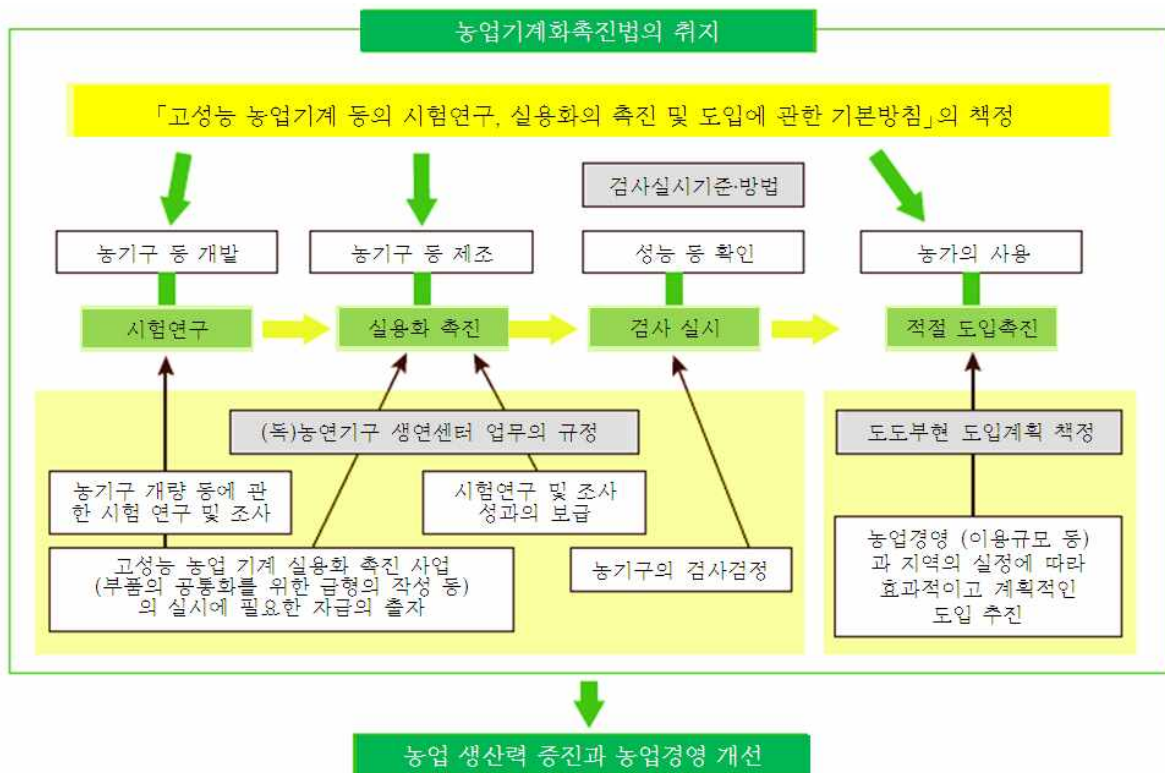 농업기계화촉진법의 취지
「고성능 농업기계 등의 시험연구, 실용화의 촉진 및 도입에 관한 기본방침」의 책정
검사실시기준·방법
농기구 등 개발
농기구 등 제조
성능 등 확인
농가의 사용
시험연구
실용화 촉진
검사 실시
적절 도입촉진
(독)농연기구 생연센터 업무의 규정
도도부현 도입계획 책정
농기구 개량 등에 관
한 시험 연구 및 조사
시험연구 및 조사
성과의 보급
고성능 농업 기계 실용화 촉진 사업
(부품의 공통화를 위한 금형의 작성 등)
의 실시에 필요한 자금의 출자
농기구의 검사검정
농업경영 (이용규모 등)
과 지역의 실정에 따라
효과적이고 계획적인
도입 추진
농업 생산력 증진과 농업경영 개선